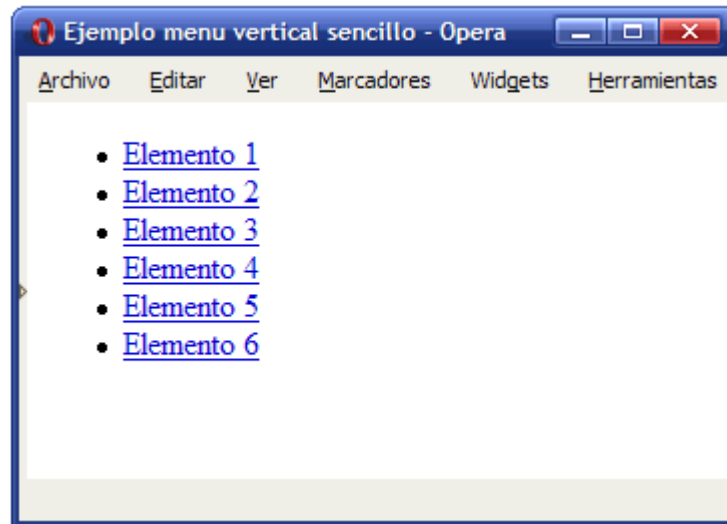 Ejemplo menu vertical sencillo - Opera
Archivo Editar Ver Marcadores Widgets Herramientas
Elemento 1
Elemento 2
Elemento 3
Elemento 4
Elemento 5
Elemento 6